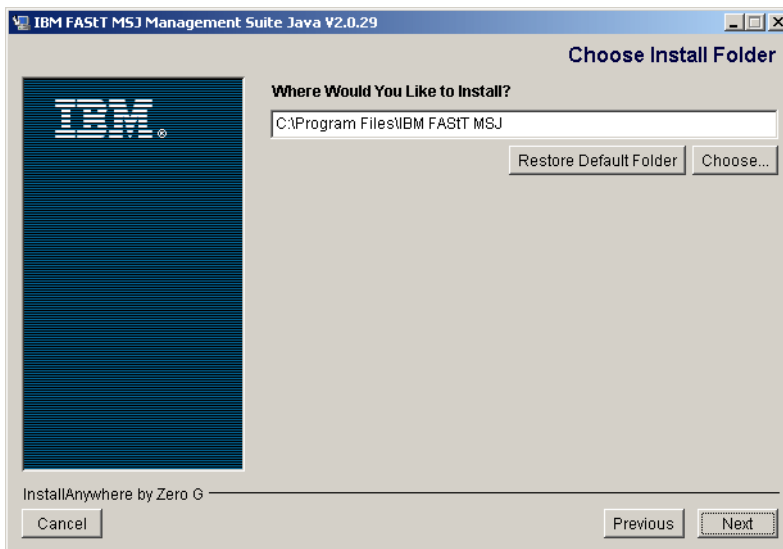 IBM FAStT MSJ Management Suite Java V2.0.29
Choose Install Folder
IBM®
Where Would You Like to Install?
C:\Program Files\IBM FAStT MSJ
Restore Default Folder
Choose...
InstallAnywhere by Zero G
Cancel
Previous
Next